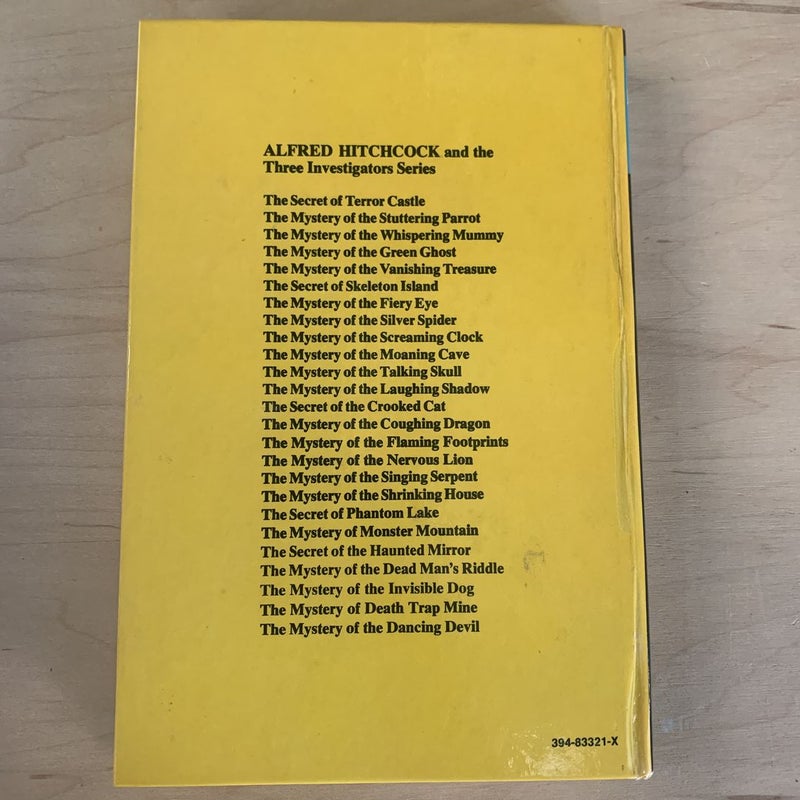 ALFRED HITCHCOCK and the
Three Investigators Series
The Secret of Terror Castle
The Mystery of the Stuttering Parrot
The Mystery of the Whispering Mummy
The Mystery of the Green Ghost
The Mystery of the Vanishing Treasure
The Secret of Skeleton Island
The Mystery of the Fiery Eye
The Mystery of the Silver Spider
The Mystery of the Screaming Clock
The Mystery of the Moaning Cave
The Mystery of the Talking Skull
The Mystery of the Laughing Shadow
The Secret of the Crooked Cat
The Mystery of the Coughing Dragon
The Mystery of the Flaming Footprints
The Mystery of the Nervous Lion
The Mystery of the Singing Serpent
The Mystery of the Shrinking House
The Secret of Phantom Lake
The Mystery of Monster Mountain
The Secret of the Haunted Mirror
The Mystery of the Dead Man's Riddle
The Mystery of the Invisible Dog
The Mystery of Death Trap Mine
The Mystery of the Dancing Devil
394-83321-X